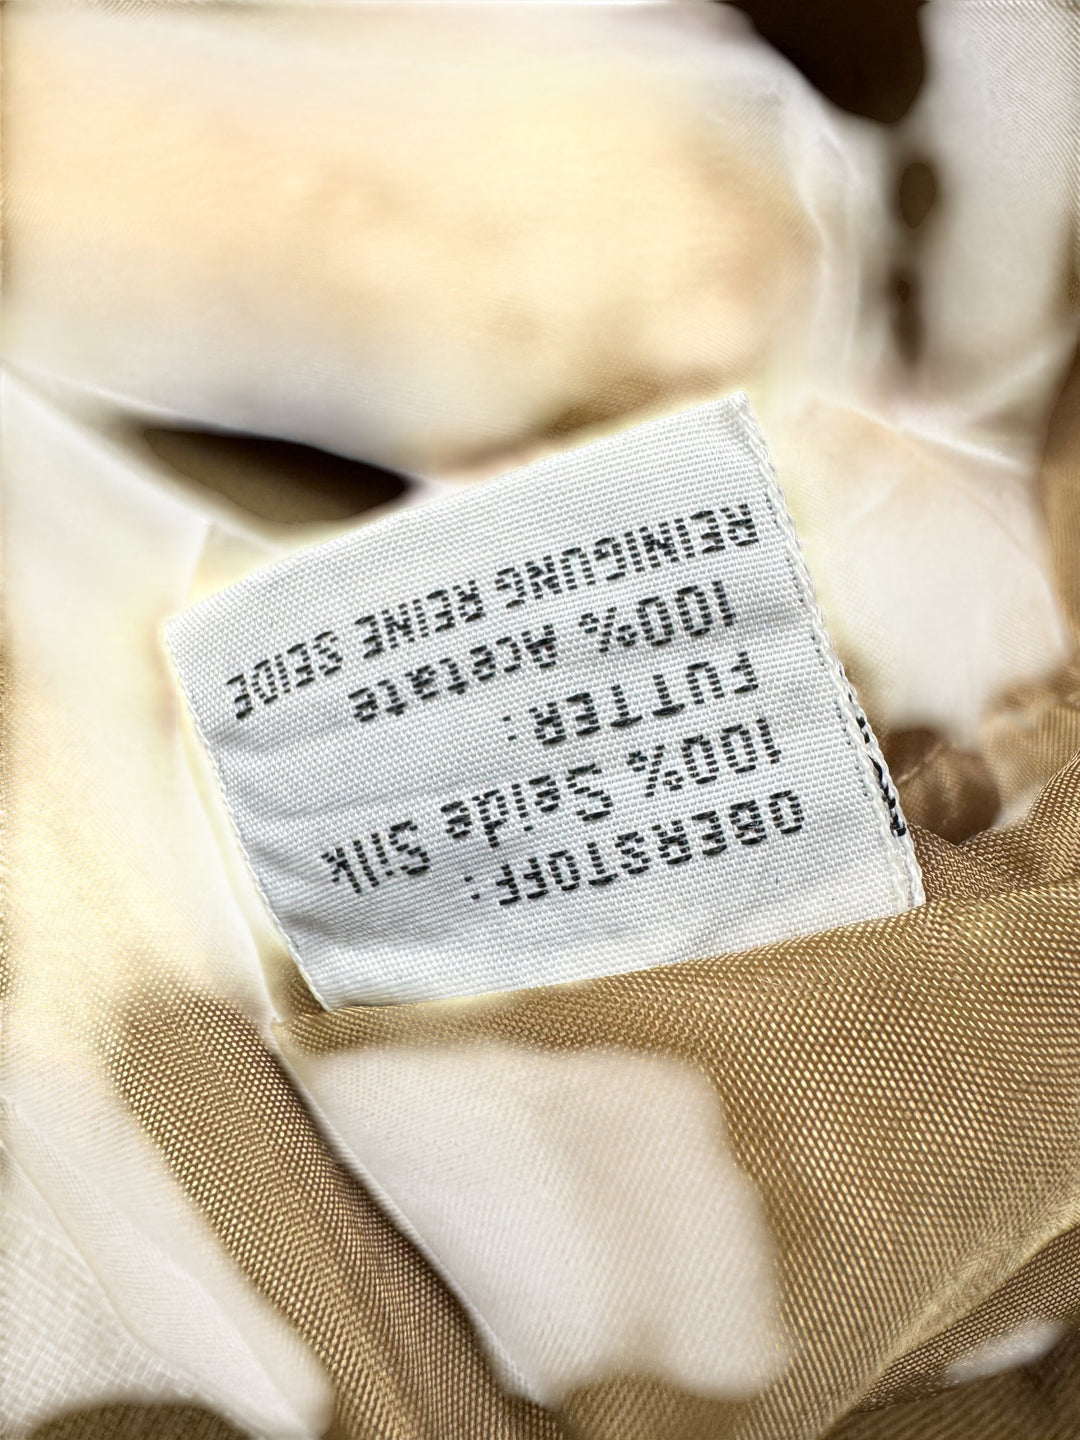 OBERSTOFF:
100% Seide Silk
FUTTER:
100% Acetate
REINIGUNG REINE SEIDE